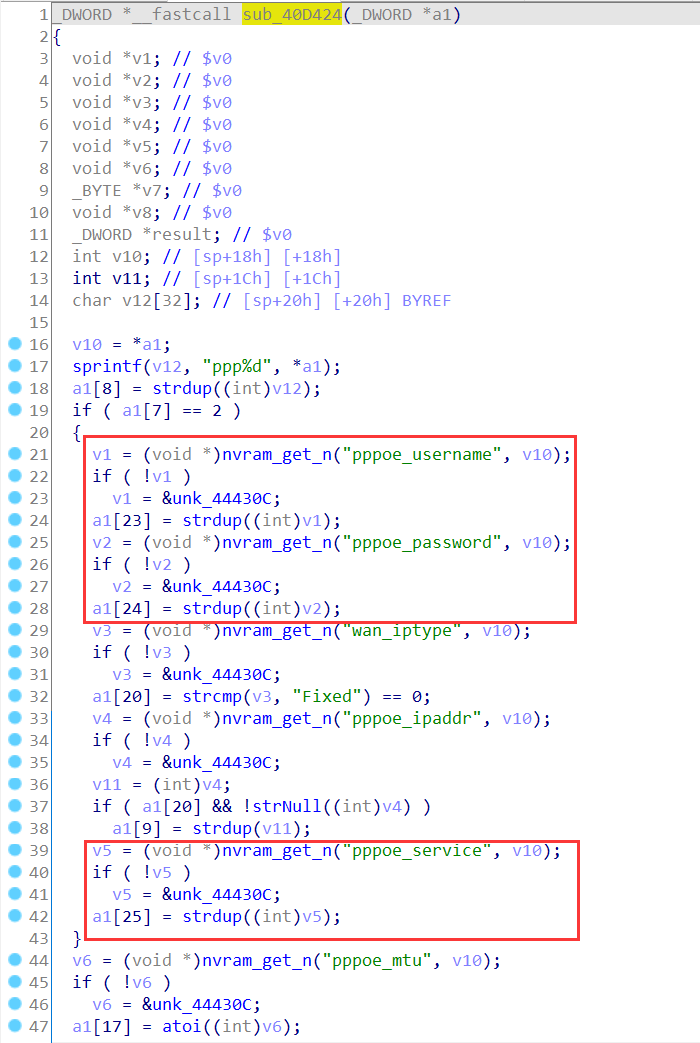 1 _DWORD *__fastcall sub_40D424(_DWORD *a1)
2 {
3   void *v1; // $v0
4   void *v2; // $v0
5   void *v3; // $v0
6   void *v4; // $v0
7   void *v5; // $v0
8   void *v6; // $v0
9   _BYTE *v7; // $v0
10   void *v8; // $v0
11   _DWORD *result; // $v0
12   int v10; // [sp+18h] [+18h]
13   int v11; // [sp+1Ch] [+1Ch]
14   char v12[32]; // [sp+20h] [+20h] BYREF
15
16   v10 = *a1;
17   sprintf(v12, "ppp%d", *a1);
18   a1[8] = strdup((int)v12);
19   if ( a1[7] == 2 )
20   {
21     v1 = (void *)nvram_get_n("pppoe_username", v10);
22     if ( !v1 )
23       v1 = &unk_44430C;
24     a1[23] = strdup((int)v1);
25     v2 = (void *)nvram_get_n("pppoe_password", v10);
26     if ( !v2 )
27       v2 = &unk_44430C;
28     a1[24] = strdup((int)v2);
29     v3 = (void *)nvram_get_n("wan_iptype", v10);
30     if ( !v3 )
31       v3 = &unk_44430C;
32     a1[20] = strcmp(v3, "Fixed") == 0;
33     v4 = (void *)nvram_get_n("pppoe_ipaddr", v10);
34     if ( !v4 )
35       v4 = &unk_44430C;
36     v11 = (int)v4;
37     if ( a1[20] && !strNull((int)v4) )
38       a1[9] = strdup(v11);
39     v5 = (void *)nvram_get_n("pppoe_service", v10);
40     if ( !v5 )
41       v5 = &unk_44430C;
42     a1[25] = strdup((int)v5);
43   }
44   v6 = (void *)nvram_get_n("pppoe_mtu", v10);
45   if ( !v6 )
46     v6 = &unk_44430C;
47   a1[17] = atoi((int)v6);